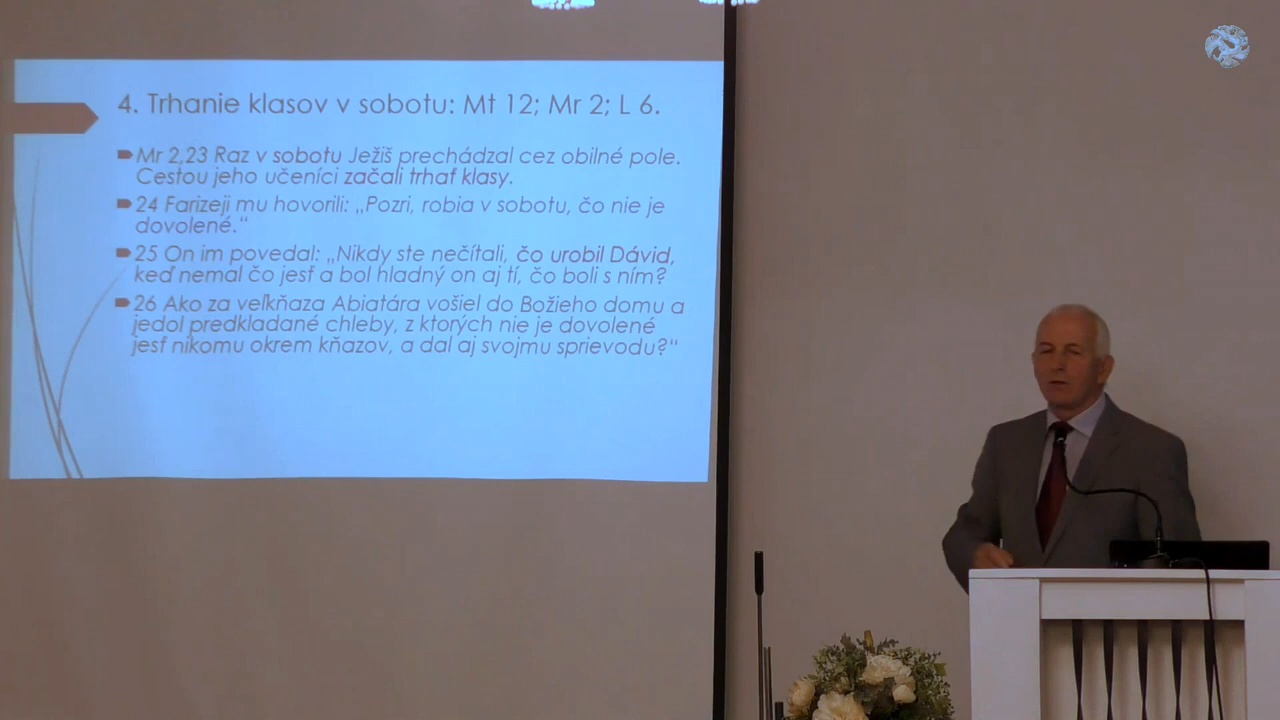 4. Trhanie klasov v sobotu: Mt 12; Mr 2; L 6.
Mr 2,23 Raz v sobotu Ježiš prechádzal cez obilné pole.
Cestou jeho učeníci začali trhať klasy.
24 Farizeji mu hovorili: „Pozri, robia v sobotu, čo nie je
dovolené.“
25 On im povedal: „Nikdy ste nečítali, čo urobil Dávid,
keď nemal čo jesť a bol hladný on aj tí, čo boli s ním?
26 Ako za veľkňaza Abiatára vošiel do Božieho domu a
jedol predkladané chleby, z ktorých nie je dovolené
jesť nikomu okrem kňazov, a dal aj svojmu sprievodu?“